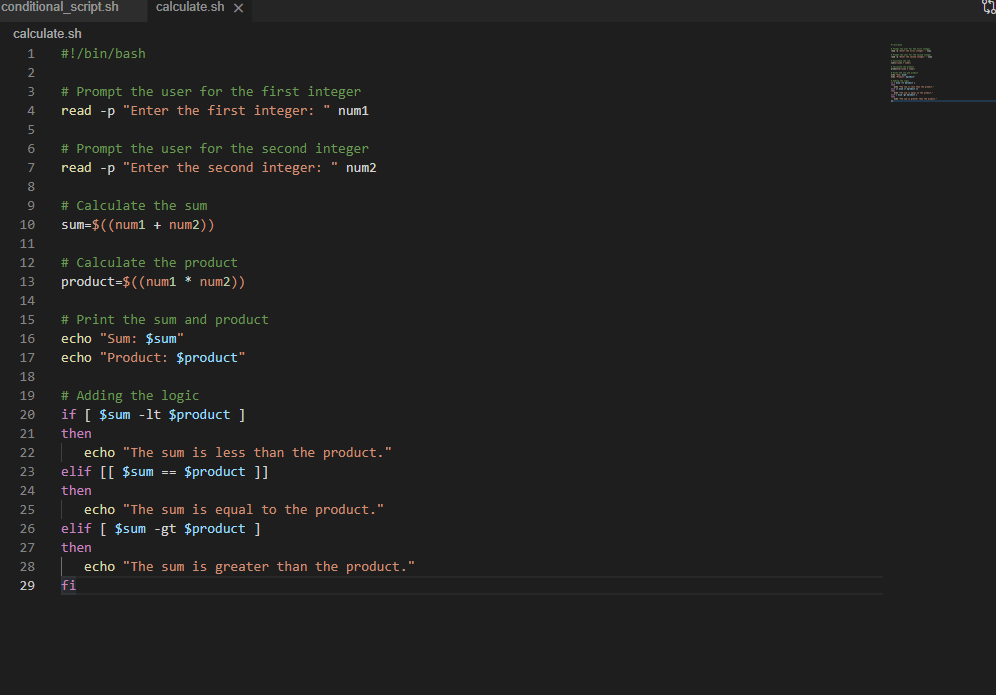 conditional_script.sh
calculate.sh
calculate.sh
1 #!/bin/bash
2
3 # Prompt the user for the first integer
4 read -p "Enter the first integer: " num1
5
6 # Prompt the user for the second integer
7 read -p "Enter the second integer: " num2
8
9 # Calculate the sum
10 sum=$((num1 + num2))
11
12 # Calculate the product
13 product=$((num1 * num2))
14
15 # Print the sum and product
16 echo "Sum: $sum"
17 echo "Product: $product"
18
19 # Adding the logic
20 if [ $sum -lt $product ]
21 then
22    echo "The sum is less than the product."
23 elif [[ $sum == $product ]]
24 then
25    echo "The sum is equal to the product."
26 elif [ $sum -gt $product ]
27 then
28    echo "The sum is greater than the product."
29 fi